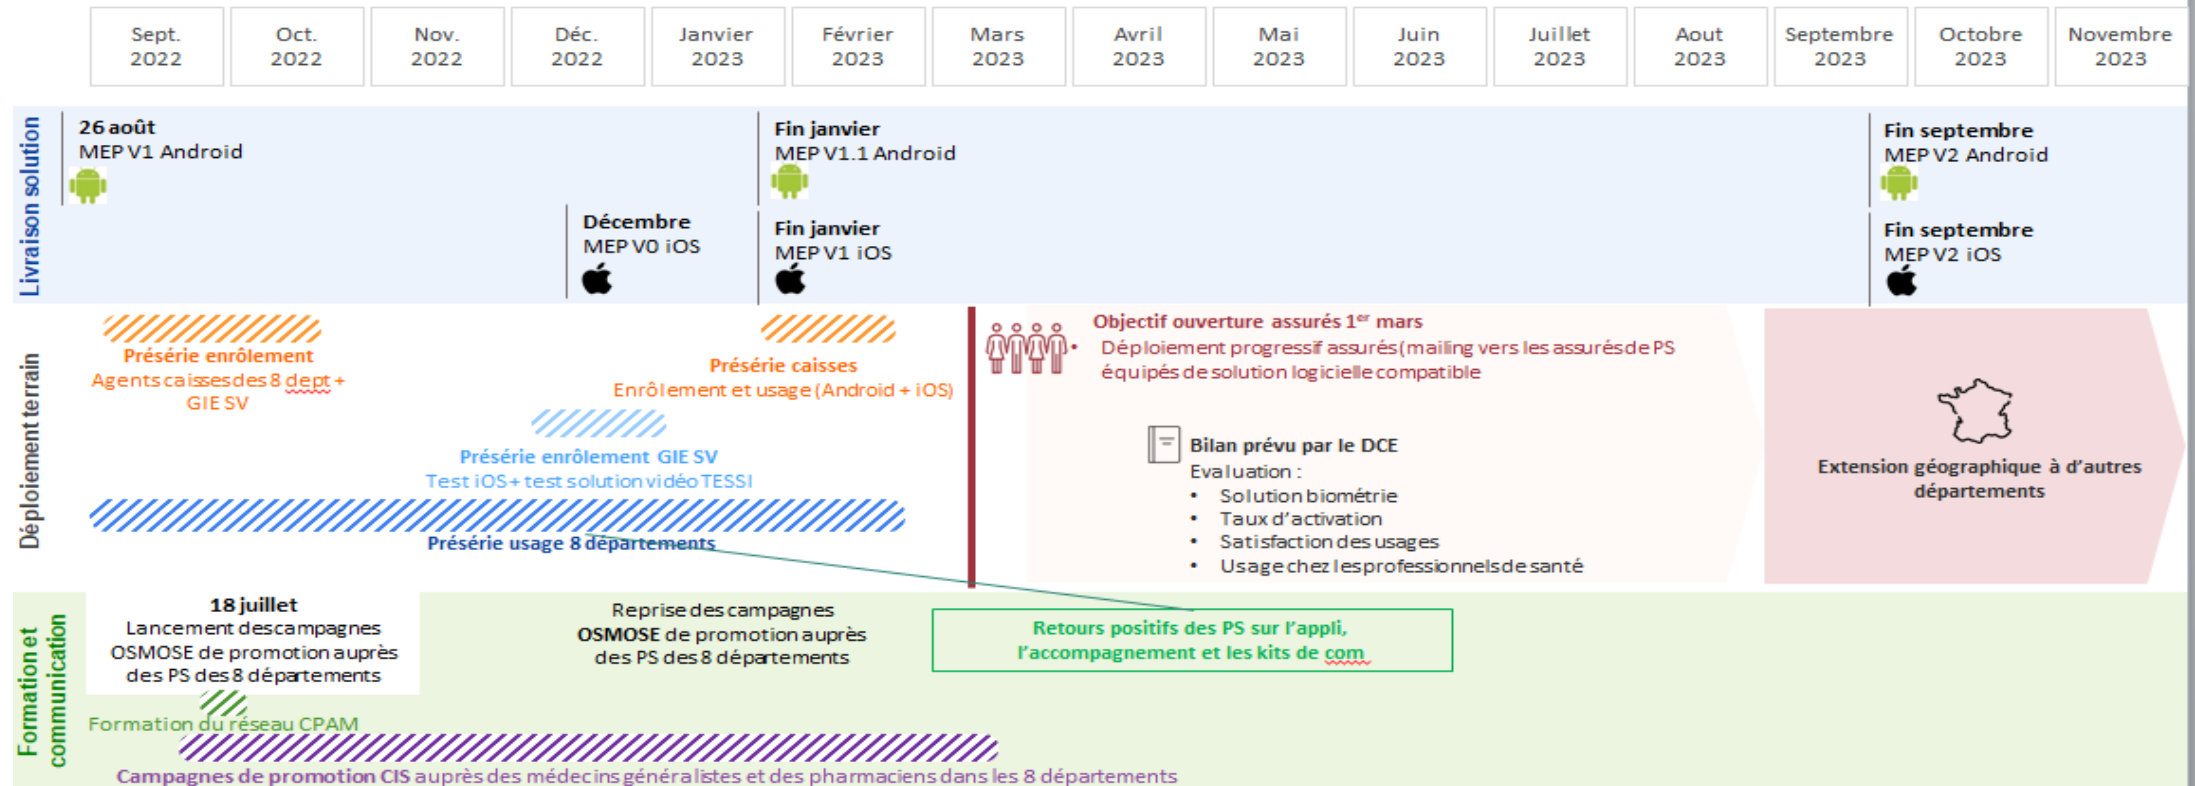 Sept.
2022
Oct.
2022
Nov.
2022
Déc.
2022
Janvier
2023
Février
2023
Mars
2023
Avril
2023
Mai
2023
Juin
2023
Juillet
2023
Aout
2023
Septembre
2023
Octobre
2023
Novembre
2023
Livraison solution
26 août
MEP V1 Android
Décembre
MEP V0 iOS
Fin janvier
MEP V1.1 Android
Fin janvier
MEP V1 iOS
Fin septembre
MEP V2 Android
Fin septembre
MEP V2 iOS
Déploiement terrain
Présérie enrôlement
Agents caisses des 8 dept +
GIE SV
Présérie caisses
Enrôlement et usage (Android + iOS)
Présérie enrôlement GIE SV
Test iOS + test solution vidéo TESSI
Présérie usage 8 départements
Objectif ouverture assurés 1er mars
• Déploiement progressif assurés (mailing vers les assurés de PS
équipés de solution logicielle compatible
Bilan prévu par le DCE
Evaluation :
• Solution biométrie
• Taux d’activation
• Satisfaction des usages
• Usage chez les professionnels de santé
Extension géographique à d’autres
départements
Formation et
communication
18 juillet
Lancement des campagnes
OSMOSE de promotion auprès
des PS des 8 départements
Formation du réseau CPAM
Reprise des campagnes
OSMOSE de promotion auprès
des PS des 8 départements
Retours positifs des PS sur l’appli,
l’accompagnement et les kits de com
Campagnes de promotion CIS auprès des médecins généralistes et des pharmaciens dans les 8 départements